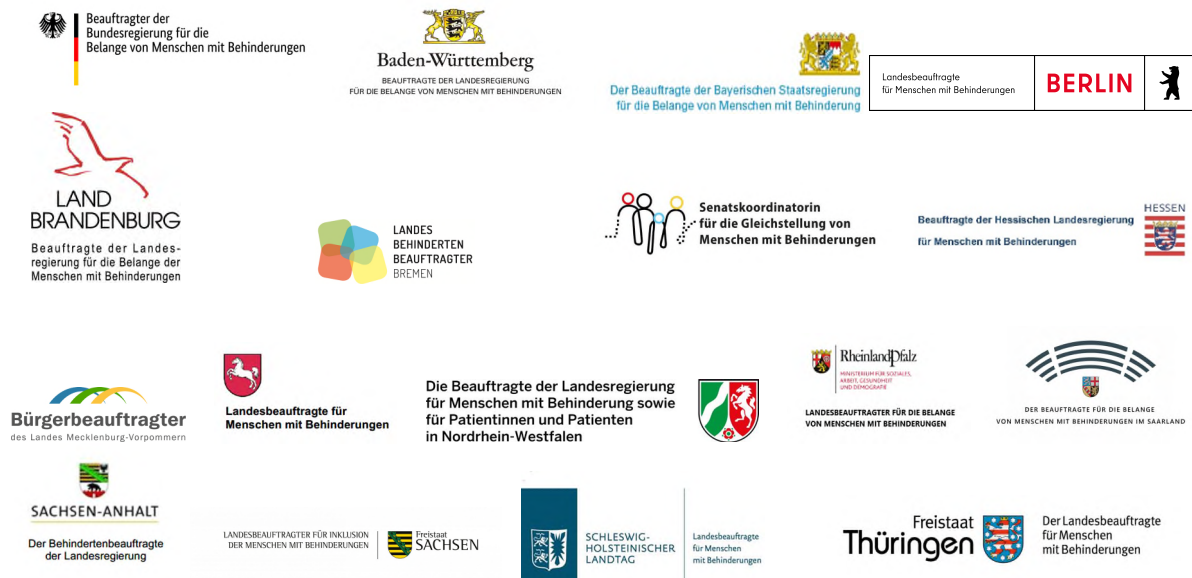 Beauftragter der
Bundesregierung für die
Belange von Menschen mit Behinderungen
Baden-Württemberg
BEAUFTRAGTE DER LANDESREGIERUNG
FÜR DIE BELANGE VON MENSCHEN MIT BEHINDERUNGEN
Der Beauftragte der Bayerischen Staatsregierung
für die Belange von Menschen mit Behinderung
Landesbeauftragte
für Menschen mit Behinderungen
BERLIN
LAND
BRANDENBURG
Beauftragte der Landes-
regierung für die Belange der
Menschen mit Behinderungen
LANDES
BEHINDERTEN
BEAUFTRAGTER
BREMEN
Senatskoordinatorin
für die Gleichstellung von
Menschen mit Behinderungen
Beauftragte der Hessischen Landesregierung
für Menschen mit Behinderungen
HESSEN
Bürgerbeauftragter
des Landes Mecklenburg-Vorpommern
Landesbeauftragte für
Menschen mit Behinderungen
Die Beauftragte der Landesregierung
für Menschen mit Behinderung sowie
für Patientinnen und Patienten
in Nordrhein-Westfalen
RheinlandPfalz
MINISTERIUM FÜR SOZIALES,
ARBEIT, GESUNDHEIT
UND DEMOGRAFIE
LANDESBEAUFTRAGTER FÜR DIE BELANGE
VON MENSCHEN MIT BEHINDERUNGEN
DER BEAUFTRAGTE FÜR DIE BELANGE
VON MENSCHEN MIT BEHINDERUNGEN IM SAARLAND
SACHSEN-ANHALT
Der Behindertenbeauftragte
der Landesregierung
LANDESBEAUFTRAGTER FÜR INKLUSION
DER MENSCHEN MIT BEHINDERUNGEN
Freistaat
SACHSEN
SCHLESWIG-
HOLSTEINISCHER
LANDTAG
Landesbeauftragte
für Menschen
mit Behinderungen
Freistaat
Thüringen
Der Landesbeauftragte
für Menschen
mit Behinderungen